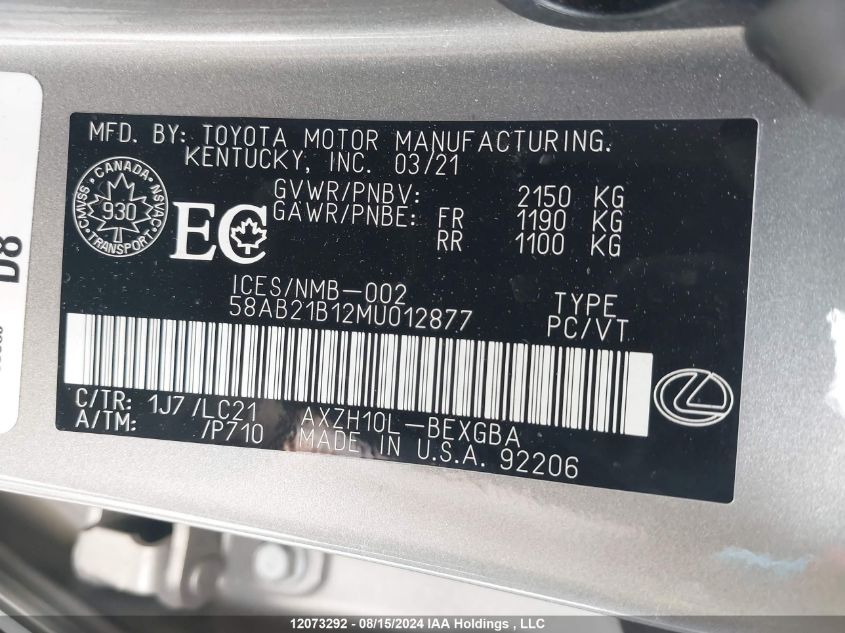 MFD. BY: TOYOTA MOTOR MANUFACTURING.
KENTUCKY, INC. 03/21
GVWR/PNBV: 2150 KG
GAWR/PNBE: FR 1190 KG
RR 1100 KG
CANADA
CMVSS NSVAC
930
TRANSPORT
EC
ICES/NMB-002
58AB21B12MU012877
TYPE
PC/VT
C/TR: 1J7 /LC21 AXZH10L-BEXGBA
A/TM: /P710 MADE IN U.S.A. 92206
D8
12073292 - 08/15/2024 IAA Holdings , LLC